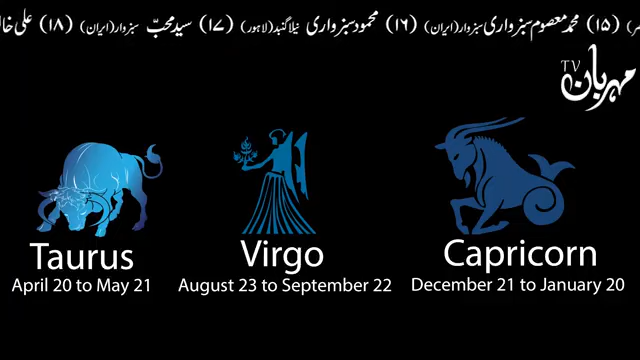 (۱۵) محمد معصوم سبزواری سبزوار (ایران) (۱۶) محمود سبزواری نیلا گنبد (لاہور) (۱۷) سید محبّ سبزوار (ایران) (۱۸) علی
مہربان TV
Taurus Virgo Capricorn
April 20 to May 21 August 23 to September 22 December 21 to January 20